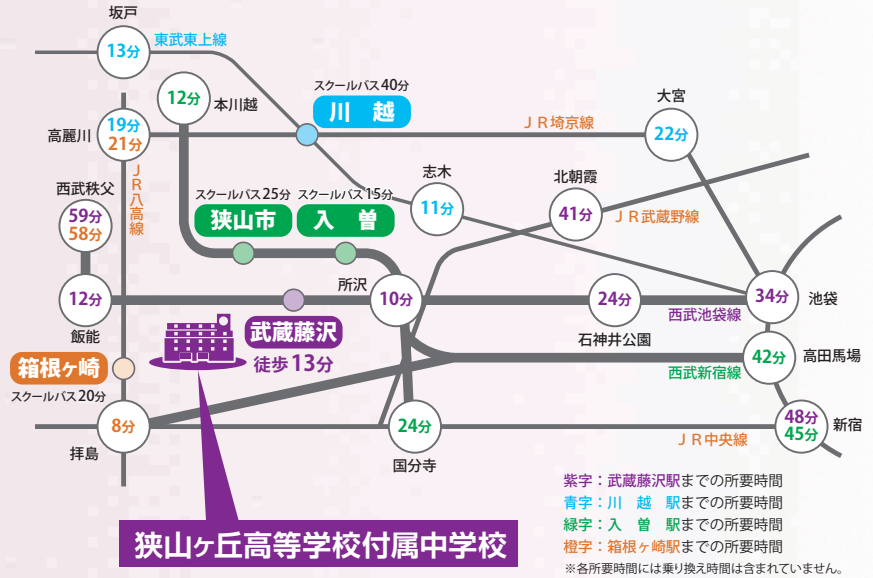 坂戸
13分
東武東上線
12分
本川越
スクールバス40分
川 越
大宮
22分
19分
21分
高麗川
JR埼京線
JR八高線
志木
11分
北朝霞
41分
JR武蔵野線
西武秩父
59分
58分
スクールバス25分
狭山市
スクールバス15分
入 曽
所沢
12分
飯能
10分
24分
石神井公園
34分
池袋
西武池袋線
武蔵藤沢
徒歩13分
42分
高田馬場
西武新宿線
箱根ヶ崎
スクールバス20分
8分
拝島
24分
国分寺
48分
45分
新宿
JR中央線
狭山ヶ丘高等学校付属中学校
紫字：武蔵藤沢駅までの所要時間
青字：川 越 駅までの所要時間
緑字：入 曽 駅までの所要時間
橙字：箱根ヶ崎駅までの所要時間
※各所要時間には乗り換え時間は含まれていません。